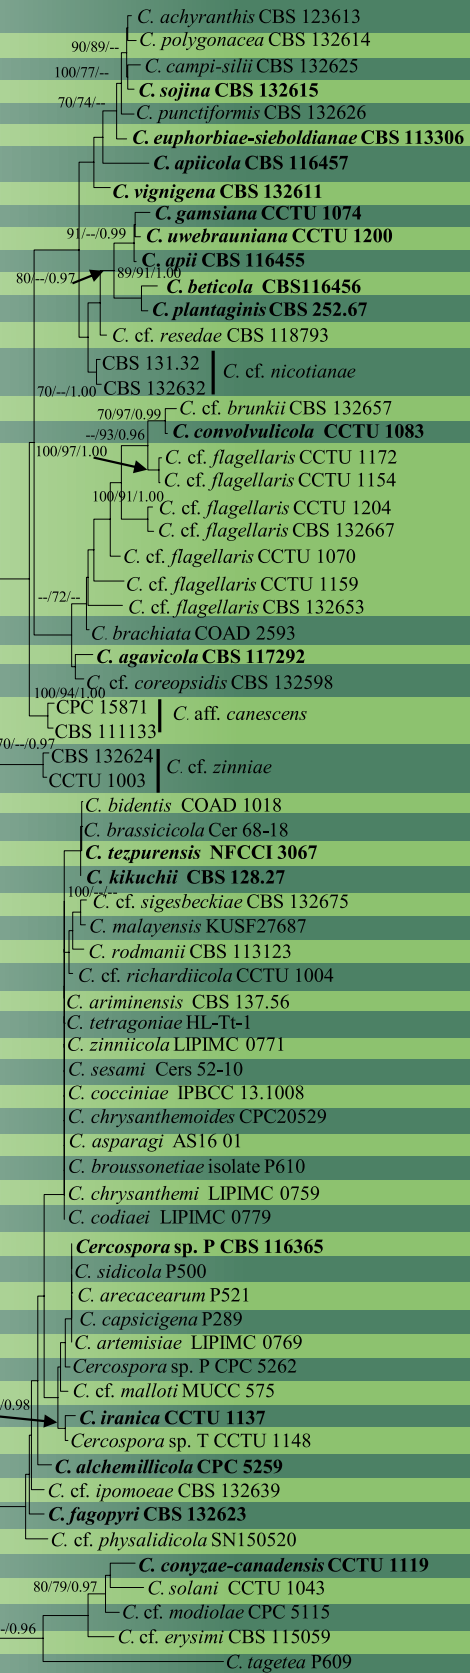 C. achyranthis CBS 123613
C. polygonacea CBS 132614
90/89/--
C. campi-silii CBS 132625
100/77/--
C. sojina CBS 132615
70/74/--
C. punctiformis CBS 132626
C. euphorbiae-sieboldianae CBS 113306
C. apiicola CBS 116457
C. vignigena CBS 132611
C. gamsiana CCTU 1074
91/--/0.99
C. uwebrauniana CCTU 1200
C. apii CBS 116455
80/--/0.97
89/91/1.00
C. beticola CBS116456
C. plantaginis CBS 252.67
C. cf. resedae CBS 118793
CBS 131.32
C. cf. nicotianae
CBS 132632
70/--/1.00
C. cf. brunkii CBS 132657
70/97/0.99
C. convolvulicola CCTU 1083
--/93/0.96
100/97/1.00
C. cf. flagellaris CCTU 1172
C. cf. flagellaris CCTU 1154
100/91/1.00
C. cf. flagellaris CCTU 1204
C. cf. flagellaris CBS 132667
C. cf. flagellaris CCTU 1070
C. cf. flagellaris CCTU 1159
--/72/--
C. cf. flagellaris CBS 132653
C. brachiata COAD 2593
C. agavicola CBS 117292
C. cf. coreopsidis CBS 132598
100/94/1.00
CPC 15871
C. aff. canescens
CBS 111133
70/--/0.97
CBS 132624
C. cf. zinniae
CCTU 1003
C. bidentis COAD 1018
C. brassicicola Cer 68-18
C. tezpurensis NFCCI 3067
C. kikuchii CBS 128.27
100/--/--
C. cf. sigesbeckiae CBS 132675
C. malayensis KUSF27687
C. rodmanii CBS 113123
C. cf. richardiicola CCTU 1004
C. ariminensis CBS 137.56
C. tetragoniae HL-Tt-1
C. zinniicola LIPIMC 0771
C. sesami Cers 52-10
C. cocciniae IPBCC 13.1008
C. chrysanthemoides CPC20529
C. asparagi AS16 01
C. broussonetiae isolate P610
C. chrysanthemi LIPIMC 0759
C. codiaei LIPIMC 0779
Cercospora sp. P CBS 116365
C. sidicola P500
C. arecacearum P521
C. capsicigena P289
C. artemisiae LIPIMC 0769
Cercospora sp. P CPC 5262
C. cf. malloti MUCC 575
/0.98
C. iranica CCTU 1137
Cercospora sp. T CCTU 1148
C. alchemillicola CPC 5259
C. cf. ipomoeae CBS 132639
C. fagopyri CBS 132623
C. cf. physalidicola SN150520
C. conyzae-canadensis CCTU 1119
80/79/0.97
C. solani CCTU 1043
C. cf. modiolae CPC 5115
-/0.96
C. cf. erysimi CBS 115059
C. tagetea P609